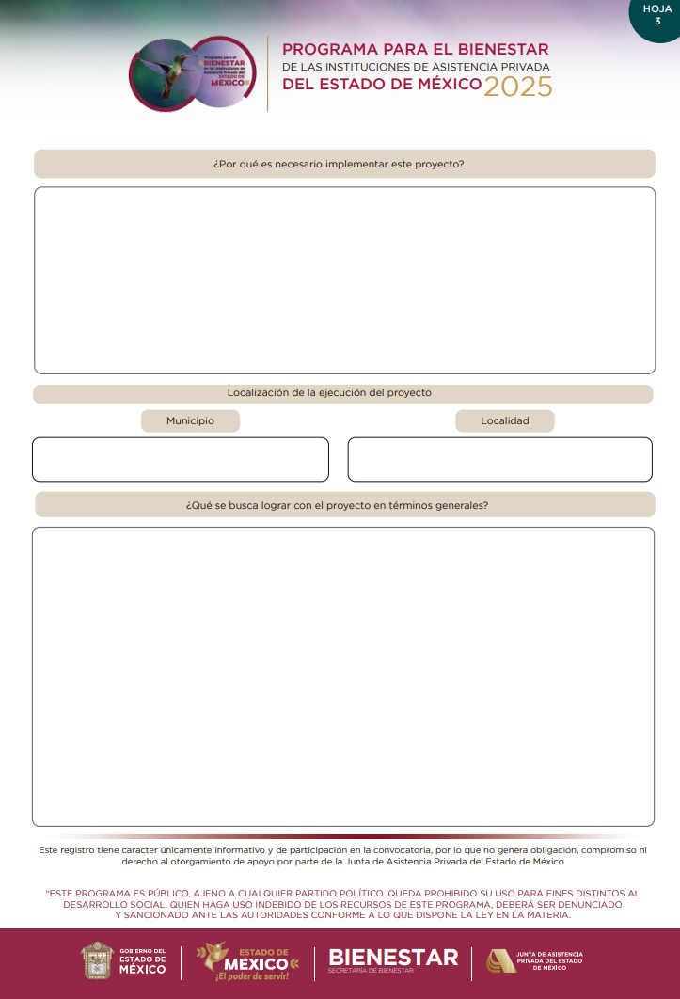 HOJA
3
Programa para el
BIENESTAR
de las Instituciones de
Asistencia Privada del
ESTADO DE
MÉXICO
PROGRAMA PARA EL BIENESTAR
DE LAS INSTITUCIONES DE ASISTENCIA PRIVADA
DEL ESTADO DE MÉXICO 2025
¿Por qué es necesario implementar este proyecto?
Localización de la ejecución del proyecto
Municipio
Localidad
¿Qué se busca lograr con el proyecto en términos generales?
Este registro tiene caracter únicamente informativo y de participación en la convocatoria, por lo que no genera obligación, compromiso ni
derecho al otorgamiento de apoyo por parte de la Junta de Asistencia Privada del Estado de México
“ESTE PROGRAMA ES PÚBLICO, AJENO A CUALQUIER PARTIDO POLÍTICO. QUEDA PROHIBIDO SU USO PARA FINES DISTINTOS AL
DESARROLLO SOCIAL. QUIEN HAGA USO INDEBIDO DE LOS RECURSOS DE ESTE PROGRAMA, DEBERÁ SER DENUNCIADO
Y SANCIONADO ANTE LAS AUTORIDADES CONFORME A LO QUE DISPONE LA LEY EN LA MATERIA.
GOBIERNO DEL
ESTADO DE
MÉXICO
ESTADO DE
MÉXICO
¡El poder de servir!
BIENESTAR
SECRETARÍA DE BIENESTAR
JUNTA DE ASISTENCIA
PRIVADA DEL ESTADO
DE MÉXICO